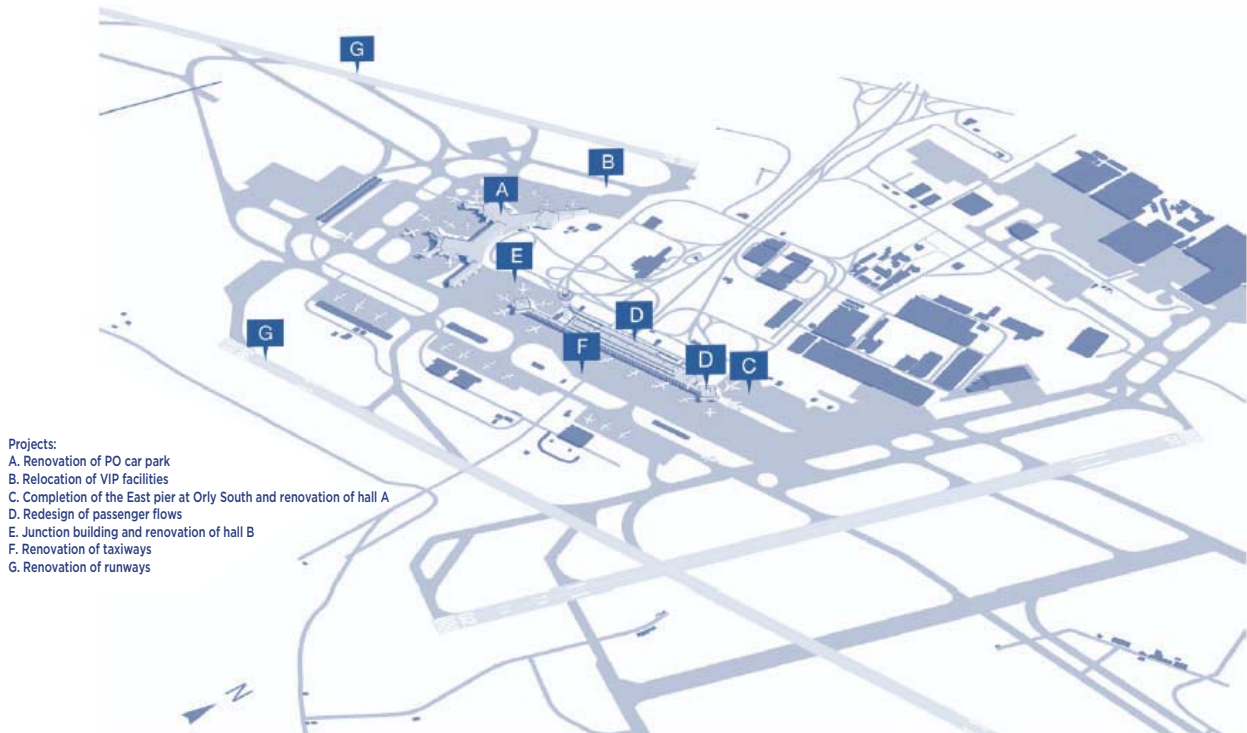 G
B
A
E
D
G
F
D
C
Projects:
A. Renovation of PO car park
B. Relocation of VIP facilities
C. Completion of the East pier at Orly South and renovation of hall A
D. Redesign of passenger flows
E. Junction building and renovation of hall B
F. Renovation of taxiways
G. Renovation of runways
N